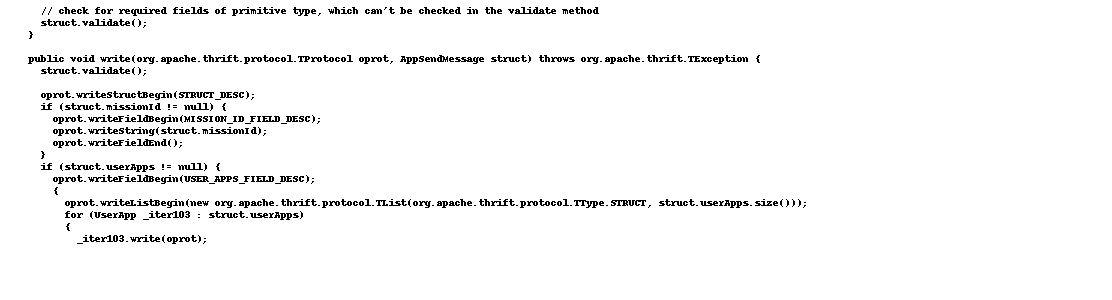 // check for required fields of primitive type, which can't be checked in the validate method
struct.validate();
}
public void write(org.apache.thrift.protocol.TProtocol oprot, AppSendMessage struct) throws org.apache.thrift.TException {
struct.validate();
oprot.writeStructBegin(STRUCT_DESC);
if (struct.missionId != null) {
oprot.writeFieldBegin(MISSION_ID_FIELD_DESC);
oprot.writeString(struct.missionId);
oprot.writeFieldEnd();
}
if (struct.userApps != null) {
oprot.writeFieldBegin(USER_APPS_FIELD_DESC);
{
oprot.writeListBegin(new org.apache.thrift.protocol.TList(org.apache.thrift.protocol.TType.STRUCT, struct.userApps.size()));
for (UserApp _iter103 : struct.userApps)
{
_iter103.write(oprot);